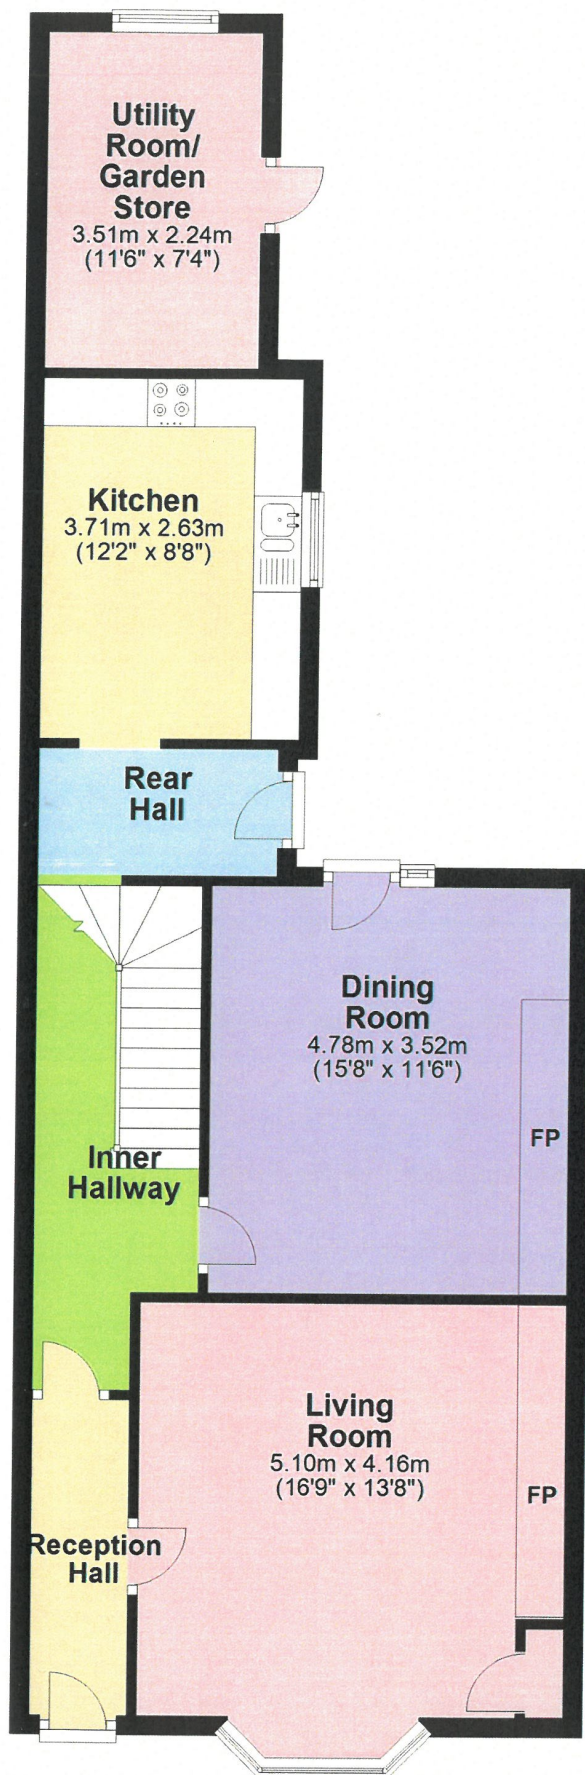 Utility
Room/
Garden
Store
3.51m x 2.24m
(11'6" x 7'4")
Kitchen
3.71m x 2.63m
(12'2" x 8'8")
Rear
Hall
Dining
Room
4.78m x 3.52m
(15'8" x 11'6")
FP
Inner
Hallway
Living
Room
5.10m x 4.16m
(16'9" x 13'8")
FP
Reception
Hall